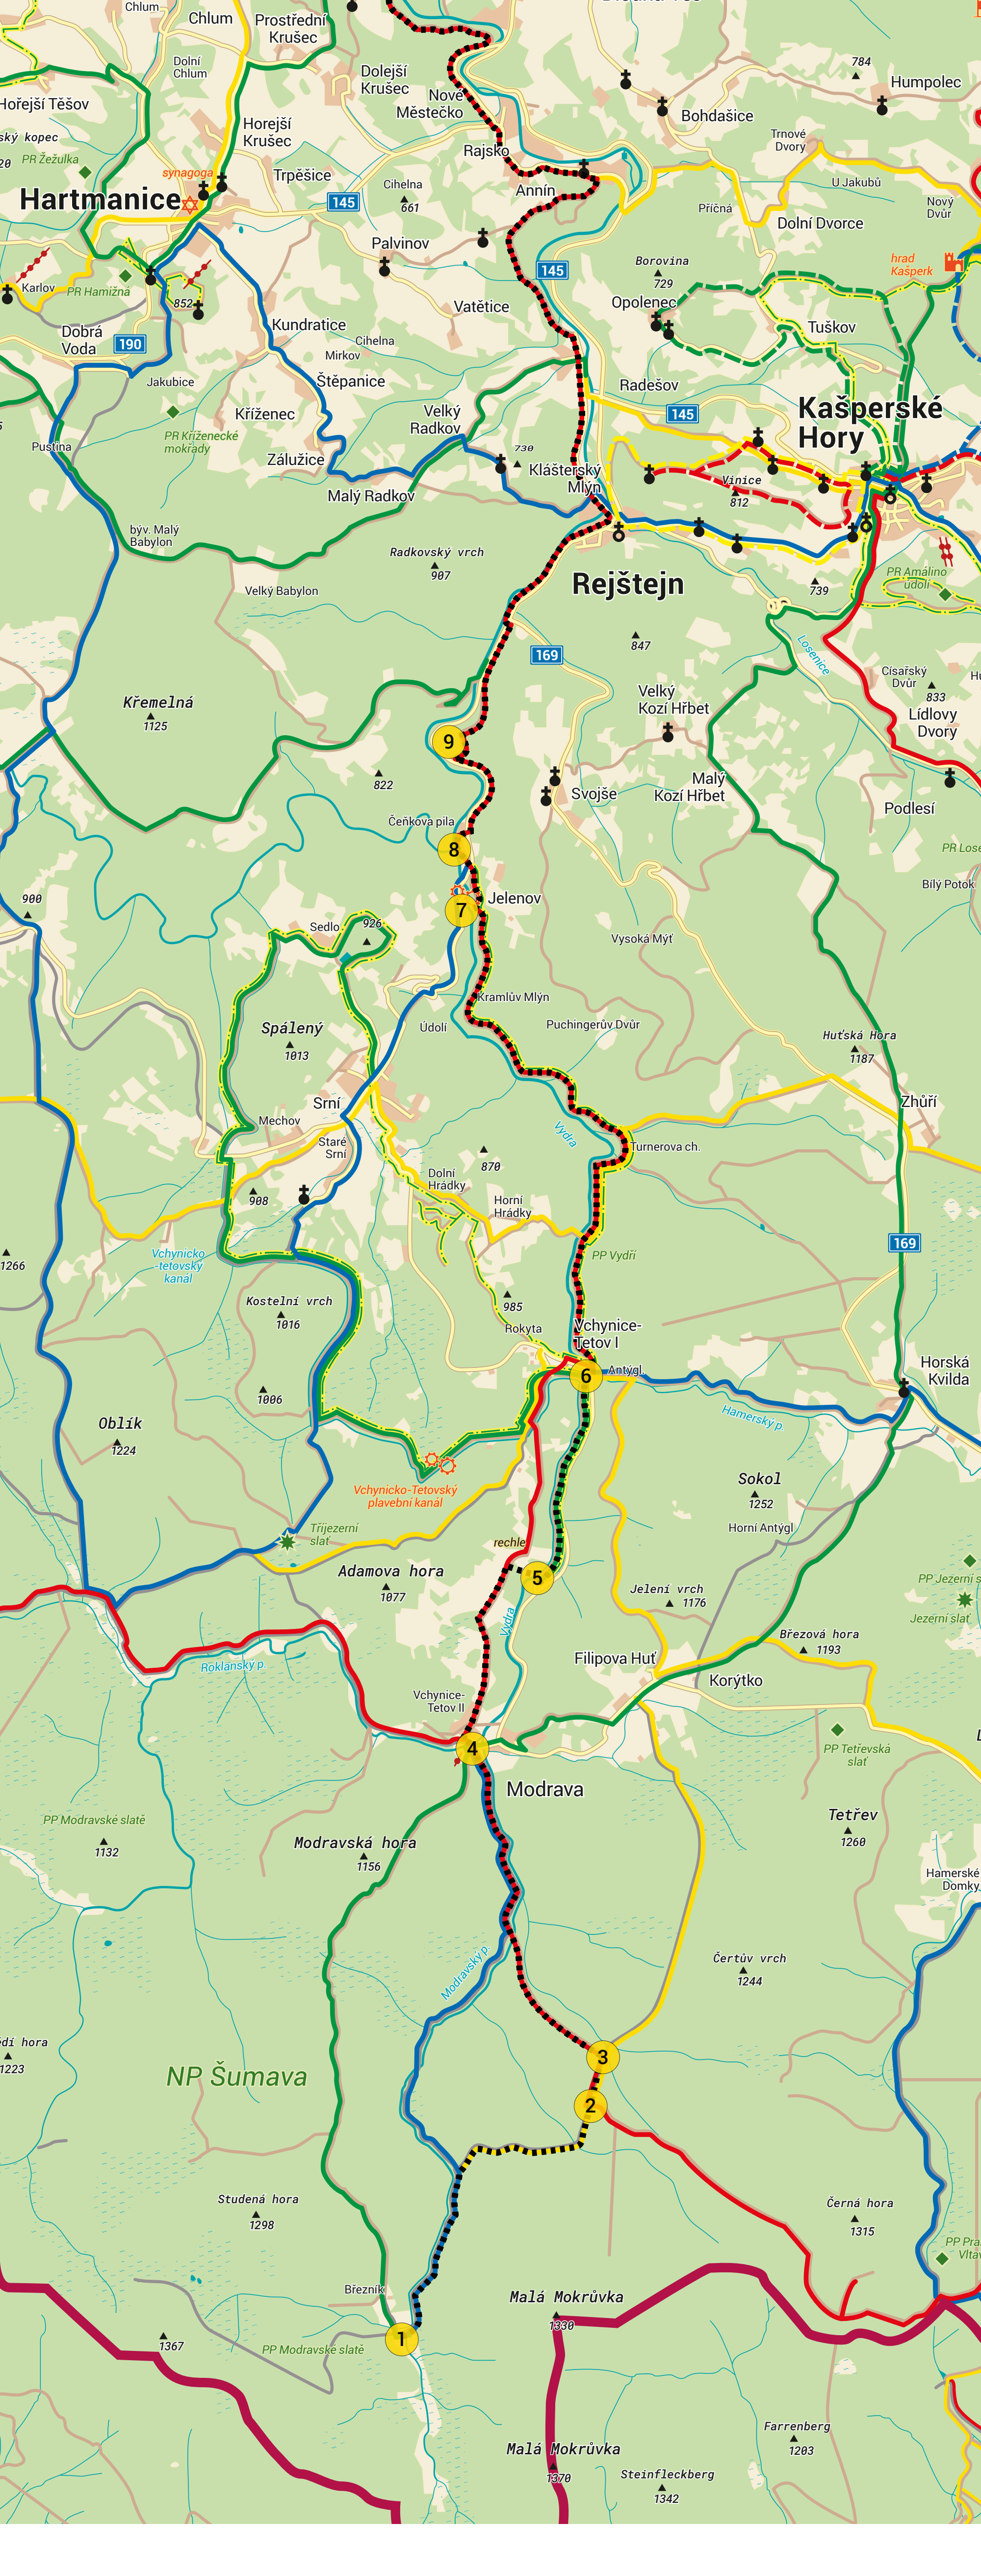 Chlum
Chlum
Prostřední
Krušec
Dolní
Chlum
Dolejší
Krušec
784
Humpolec
Hořejší Těšov
Nové
Městečko
Bohdašice
Horejší
Krušec
Trnové
Dvory
ský kopec
20
PR Žežulka
Rajsko
synagoga
Trpěšice
Cihelna
661
Annín
U Jakubů
Hartmanice
145
Příčná
Nový
Dvůr
Dolní Dvorce
Palvinov
145
Borovina
729
hrad
Kašperk
Karlov
PR Hamižná
852
Vatětice
Opolenec
Tuškov
Dobrá
Voda
190
Kundratice
Cihelna
Mirkov
Jakubice
Štěpanice
Radešov
Kříženec
Velký
Radkov
145
Kašperské
Hory
PR Kříženecké
mokřady
Pustina
Zálužice
730
Klášterský
Mlýn
Vinice
812
Malý Radkov
býv. Malý
Babylon
Radkovský vrch
907
PR Amálino
údolí
Velký Babylon
Rejštejn
739
847
169
Losenice
Císařský
Dvůr
833
Křemelná
1125
Velký
Kozí Hřbet
Lídlovy
Dvory
9
822
Malý
Kozí Hřbet
Svojše
Podlesí
Čeňkova pila
8
PR Lose
900
Jelenov
7
Bílý Potok
Sedlo
926
Vysoká Mýť
Kramlův Mlýn
Spálený
1013
Údolí
Puchingerův Dvůr
Huťská Hora
1187
Srní
Zhůří
Mechov
Staré
Srní
Vydra
Turnerova ch.
870
Dolní
Hrádky
908
Horní
Hrádky
169
Vchynicko
-tetovský
kanál
PP Vydří
1266
Kostelní vrch
1016
985
Rokyta
Vchynice-
Tetov I
6
Antýgl
Horská
Kvilda
1006
Hamerský p.
Oblík
1224
Sokol
1252
Vchynicko-Tetovský
plavební kanál
Horní Antýgl
Tříjezerní
slať
rechle
Adamova hora
1077
5
PP Jezerní s
Jelení vrch
1176
Jezerní slať
Vydra
Březová hora
1193
Filipova Huť
Roklanský p.
Korýtko
Vchynice-
Tetov II
4
PP Tetřevská
slať
Modrava
PP Modravské slatě
1132
Tetřev
1260
Modravská hora
1156
Hamerské
Domky
Modravský p.
Čertův vrch
1244
dí hora
1223
3
NP Šumava
2
Studená hora
1298
Černá hora
1315
PP Pra
Vlta
Březník
Malá Mokrůvka
1330
1
1367
PP Modravské slatě
Farrenberg
1203
Malá Mokrůvka
1370
Steinfleckberg
1342